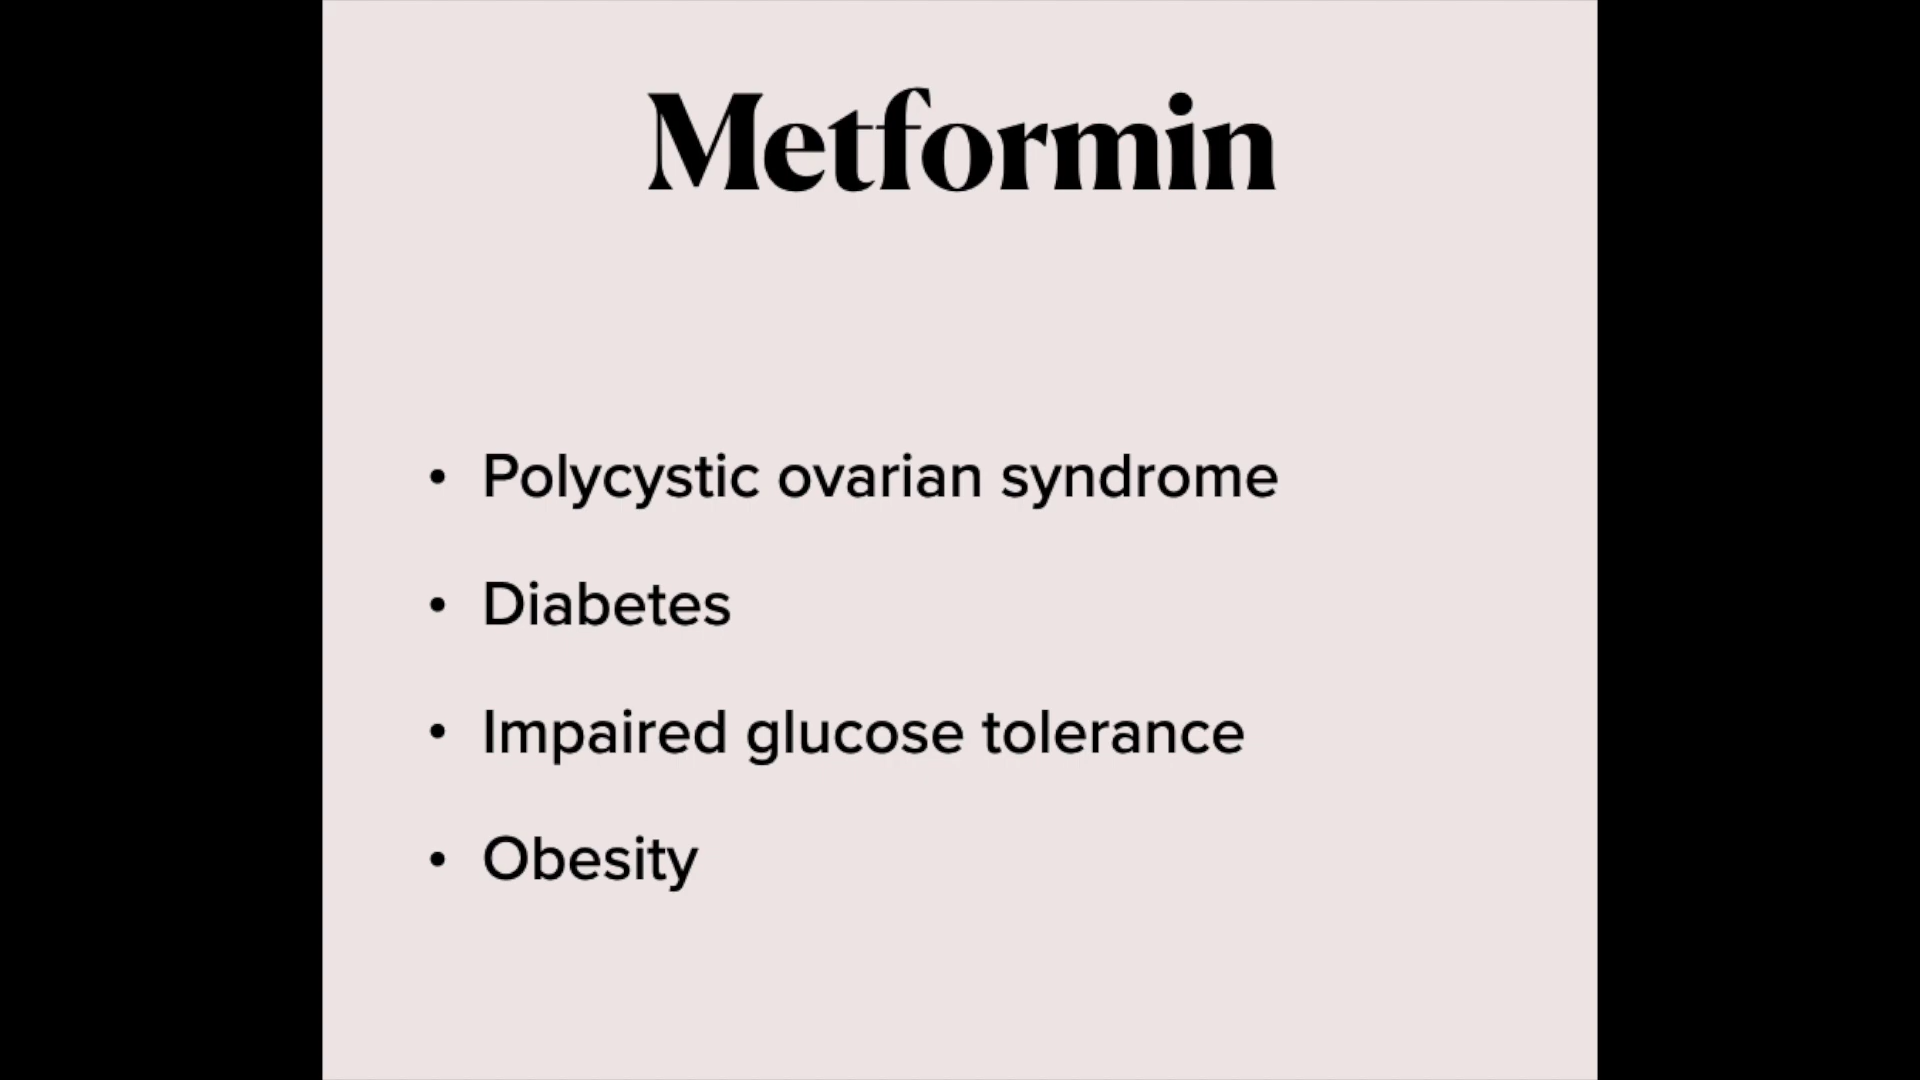 Metformin
• Polycystic ovarian syndrome
• Diabetes
• Impaired glucose tolerance
• Obesity